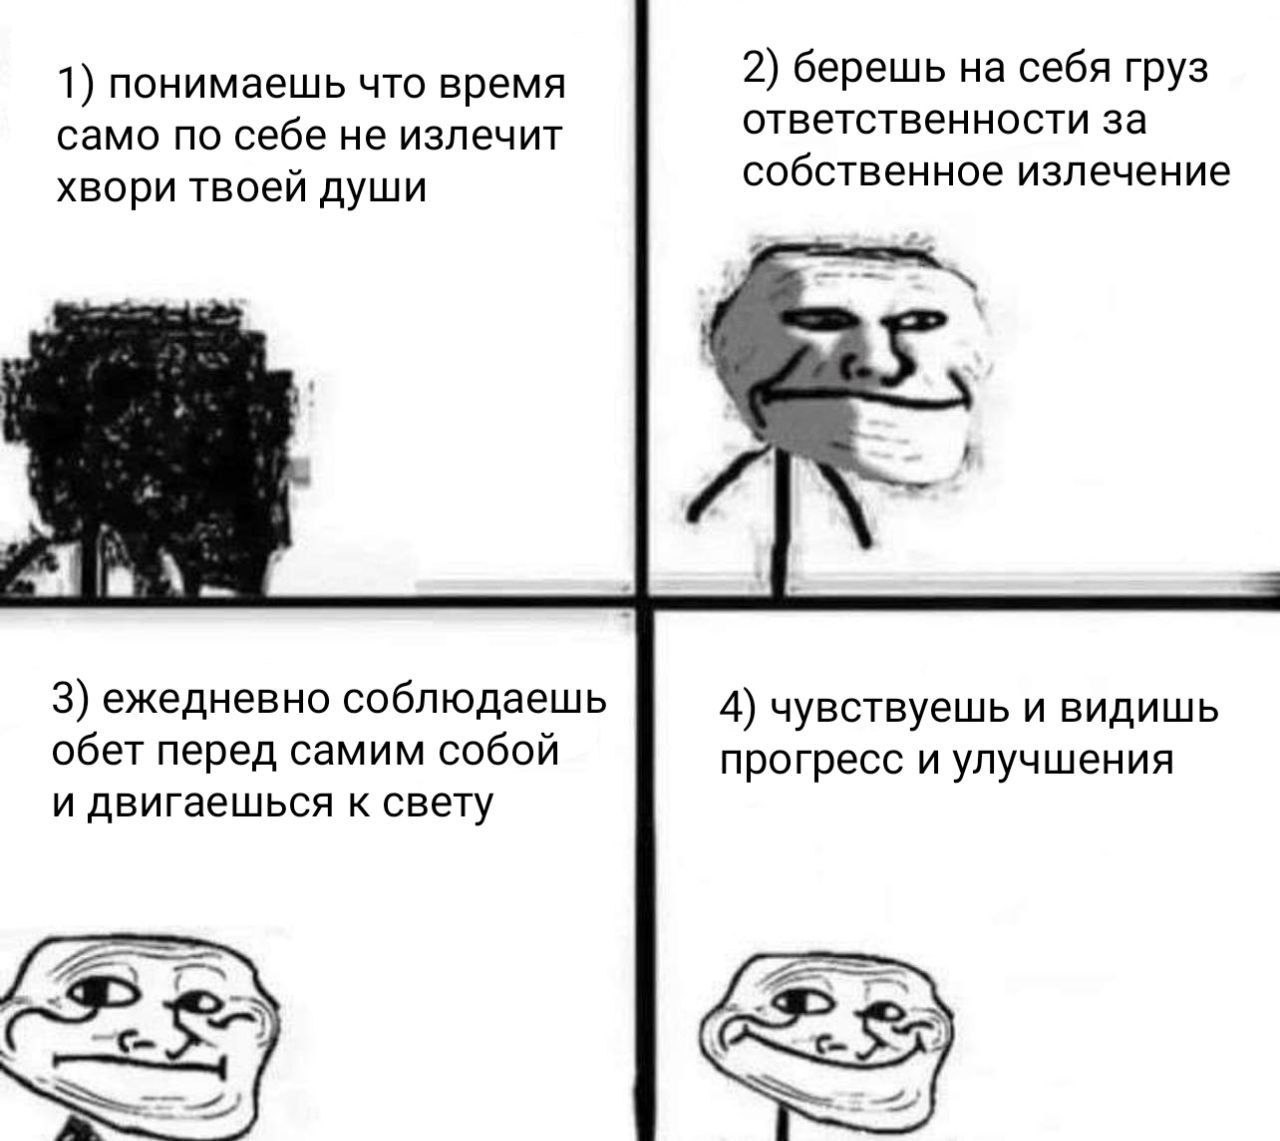 1) понимаешь что время
само по себе не излечит
хвори твоей души
2) берешь на себя груз
ответственности за
собственное излечение
3) ежедневно соблюдаешь
обет перед самим собой
и двигаешься к свету
4) чувствуешь и видишь
прогресс и улучшения